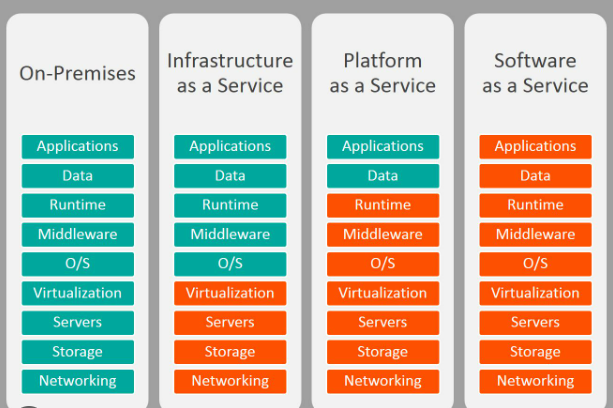 On-Premises
Applications
Data
Runtime
Middleware
O/S
Virtualization
Servers
Storage
Networking
Infrastructure
as a Service
Applications
Data
Runtime
Middleware
O/S
Virtualization
Servers
Storage
Networking
Platform
as a Service
Applications
Data
Runtime
Middleware
O/S
Virtualization
Servers
Storage
Networking
Software
as a Service
Applications
Data
Runtime
Middleware
O/S
Virtualization
Servers
Storage
Networking